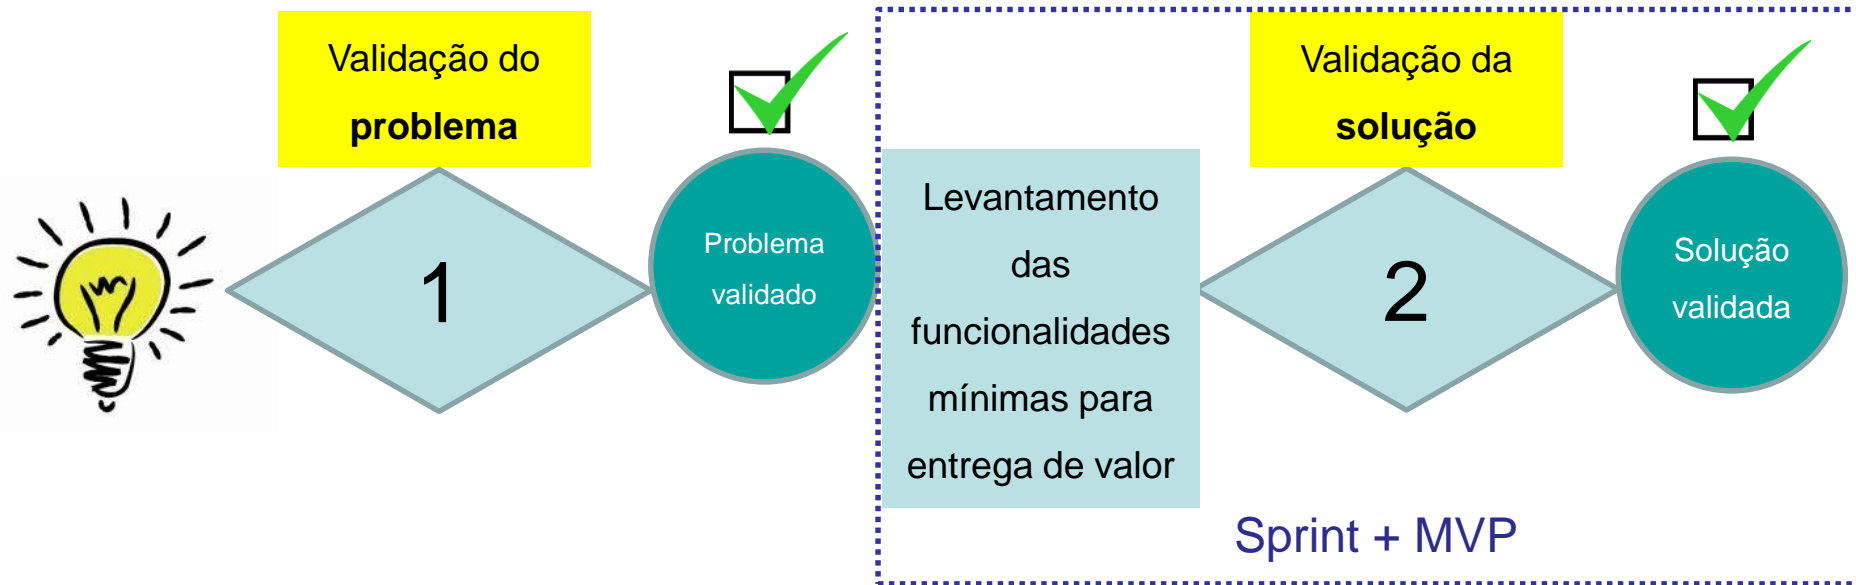 Validação do
problema
1
Problema
validado
Levantamento
das
funcionalidades
mínimas para
entrega de valor
Validação da
solução
2
Solução
validada
Sprint + MVP